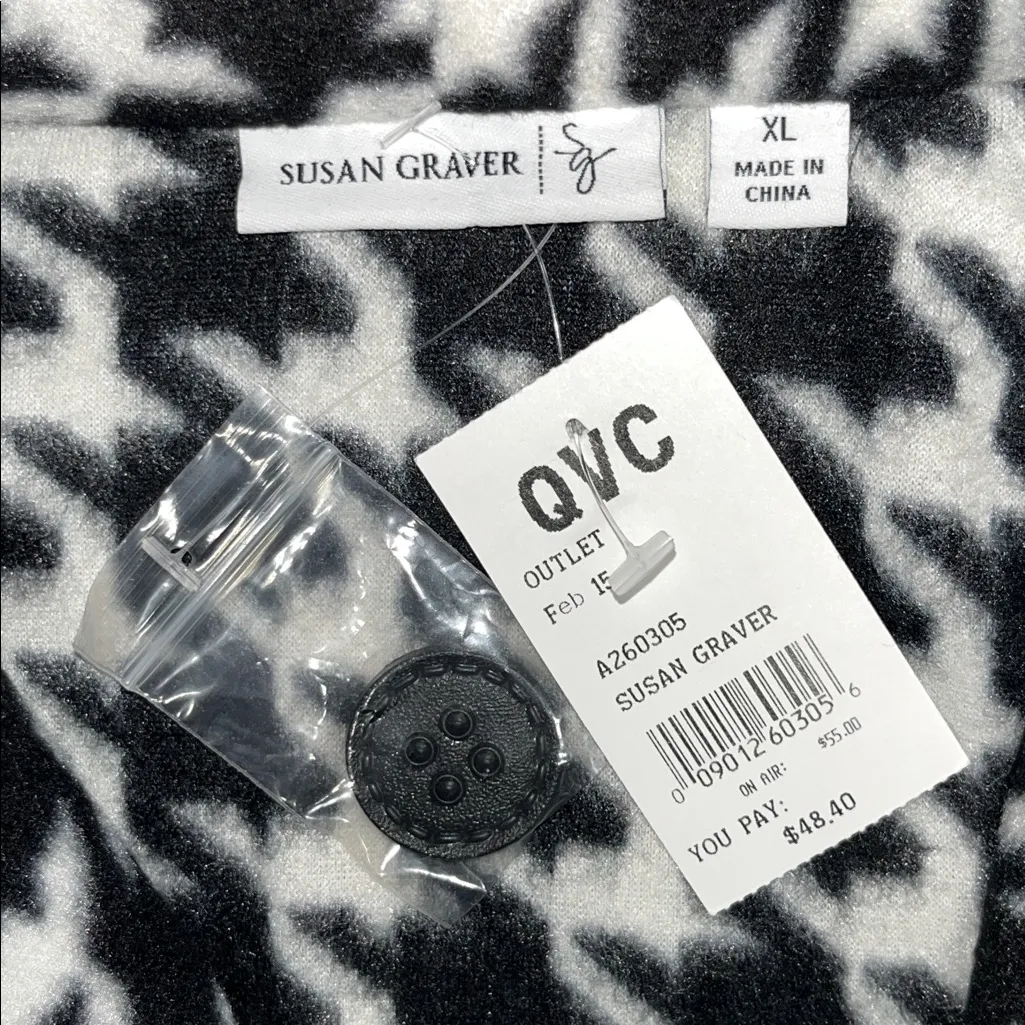 SUSAN GRAVER
sg
XL
MADE IN
CHINA
QVC
OUTLET
Feb 15
A260305
SUSAN GRAVER
0 09012 60305 6
ON AIR: $55.00
YOU PAY:
$48.40